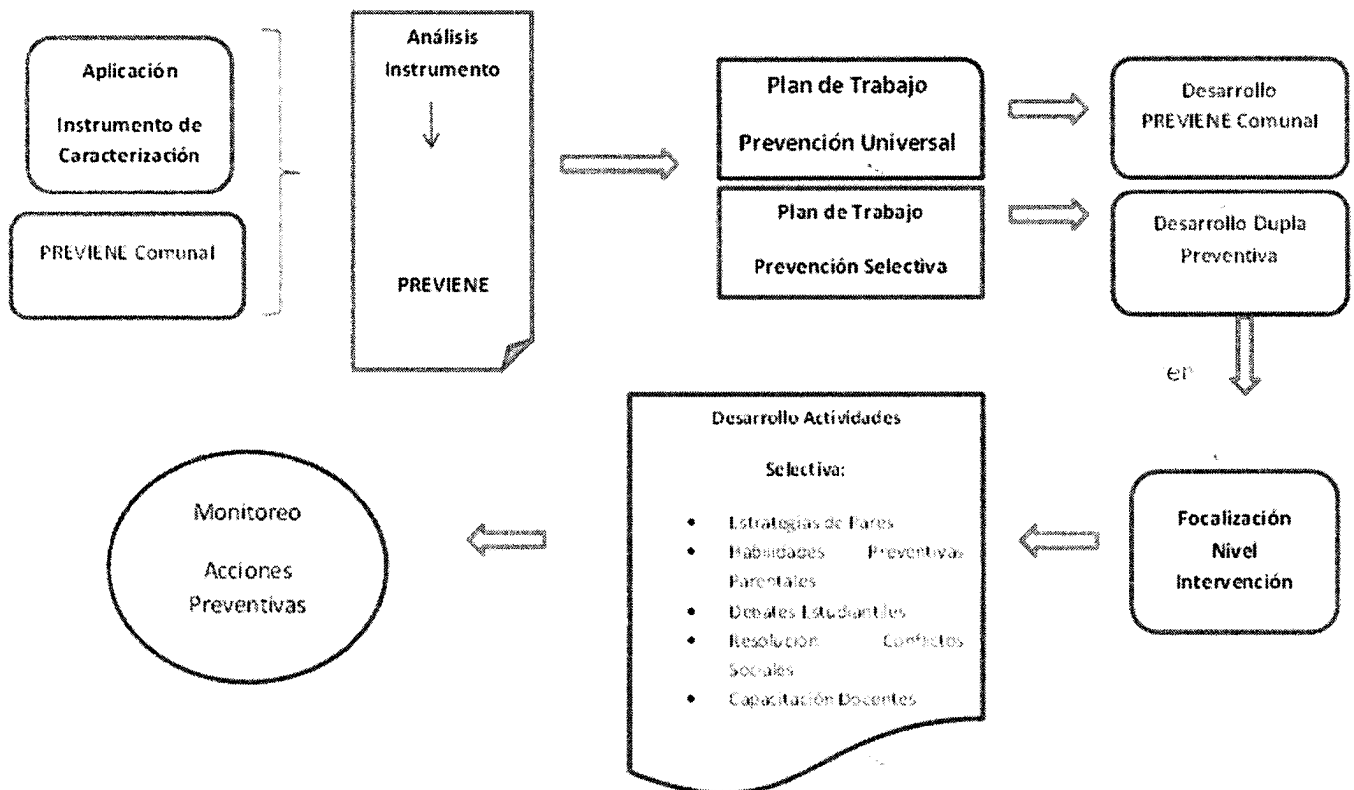 Aplicación
Instrumento de
Caracterización
PREVIENE Comunal
Análisis
Instrumento
PREVIENE
Plan de Trabajo
Prevención Universal
Plan de Trabajo
Prevención Selectiva
Desarrollo
PREVIENE Comunal
Desarrollo Dupla
Preventiva
en
Focalización
Nivel
Intervención
Desarrollo Actividades
Selectiva:
• Estrategias de Pares
• Habilidades Preventivas
Parentales
• Debates Estudiantiles
• Resolución Conflictos
Sociales
• Capacitación Docentes
Monitoreo
Acciones
Preventivas